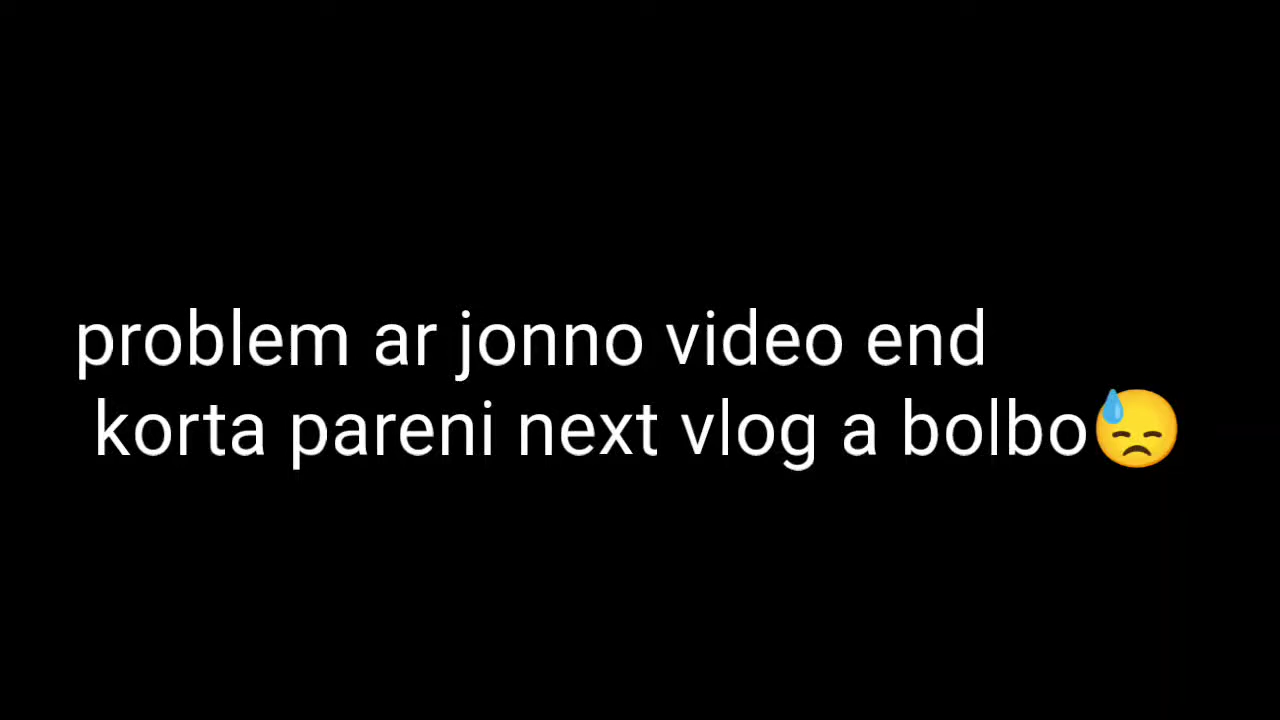 problem ar jonno video end
korta pareni next vlog a bolbo😓